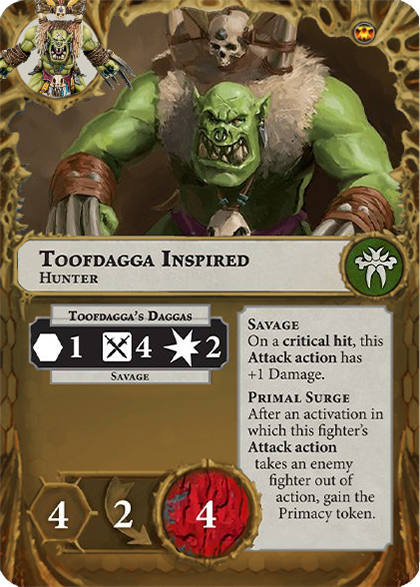 Toofdagga Inspired
Hunter
Toofdagga's Daggas
1 4 2
Savage
Savage
On a critical hit, this
Attack action has
+1 Damage.
Primal Surge
After an activation in
which this fighter's
Attack action
takes an enemy
fighter out of
action, gain the
Primacy token.
4 2 4